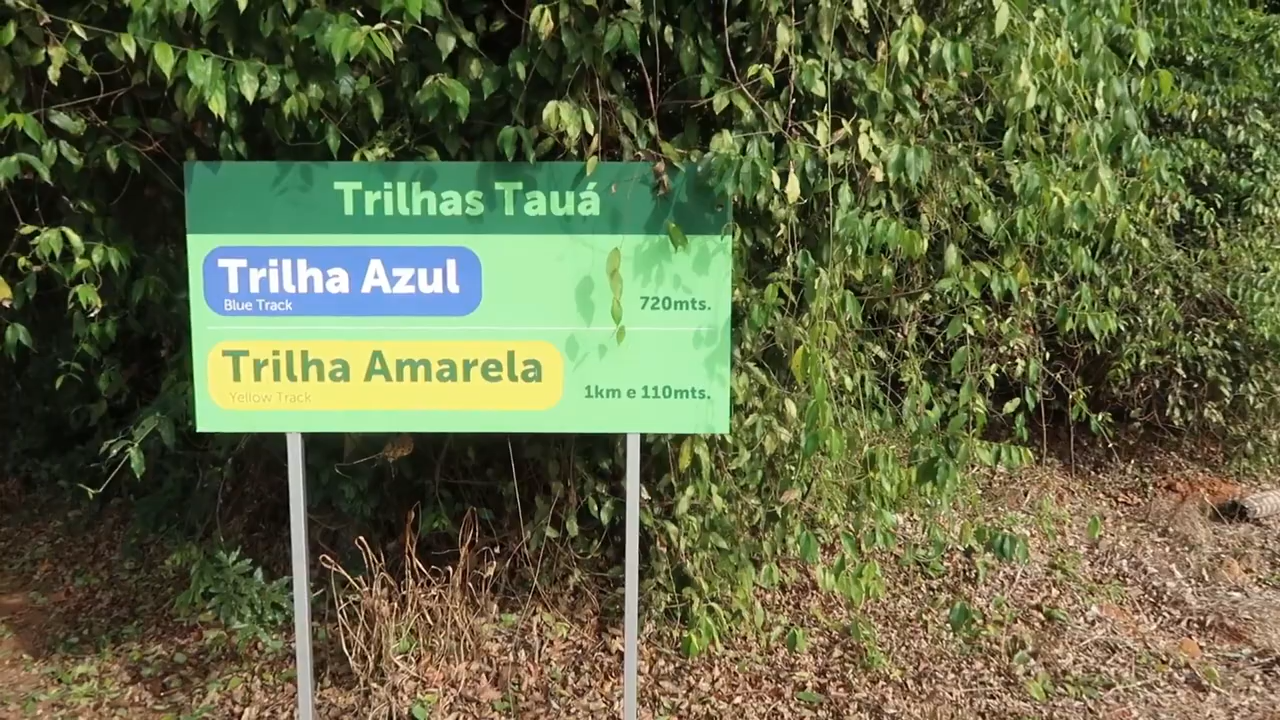 Trilhas Tauá
Trilha Azul
Blue Track
720mts.
Trilha Amarela
Yellow Track
1km e 110mts.